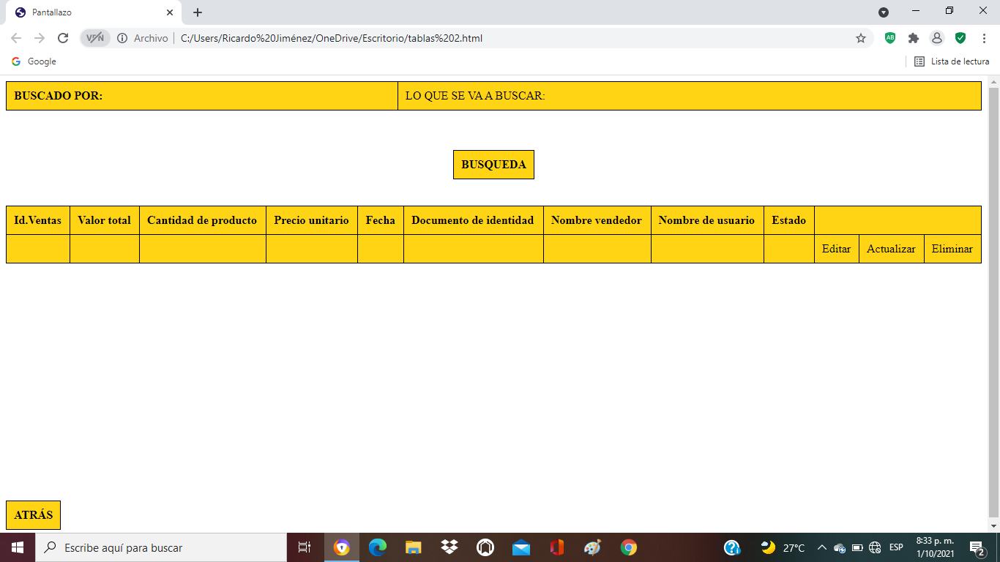 Pantallazo
VPN Archivo C:/Users/Ricardo%20Jiménez/OneDrive/Escritorio/tablas%202.html AB
Google Lista de lectura
BUSCADO POR: LO QUE SE VA A BUSCAR:
BUSQUEDA
Id.Ventas Valor total Cantidad de producto Precio unitario Fecha Documento de identidad Nombre vendedor Nombre de usuario Estado
Editar Actualizar Eliminar
ATRÁS
Escribe aquí para buscar 27°C ESP 8:33 p. m.
1/10/2021 2